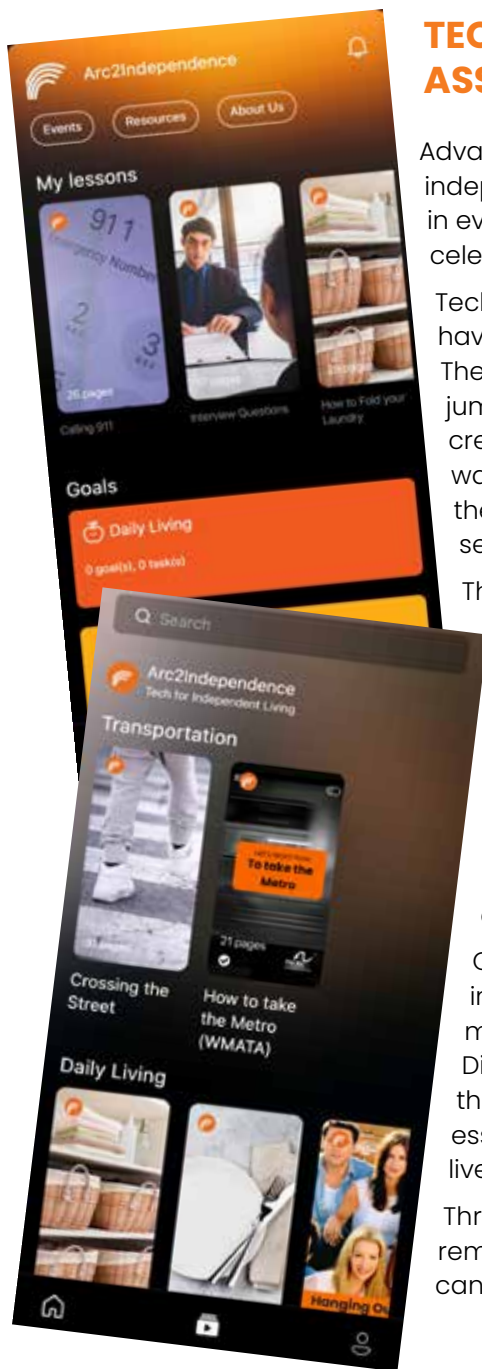 Arc2Independence
Events
Resources
About Us
My lessons
911
Emergency Number
2
3
26 pages
pages
Calling 911
Interview Questions
How to Fold your
Laundry
Goals
Daily Living
0 goal(s), 0 task(s)
Search
Arc2Independence
Tech for Independent Living
Transportation
To take the
Metro
pages
21 pages
Crossing the
Street
How to take
the Metro
(WMATA)
Daily Living
Hanging Ou
TEC
ASS
Adva
indep
in ev
cele
Tech
hav
The
jum
cre
wa
the
se
Th
C
in
m
Di
th
ess
live
Thr
rem
can